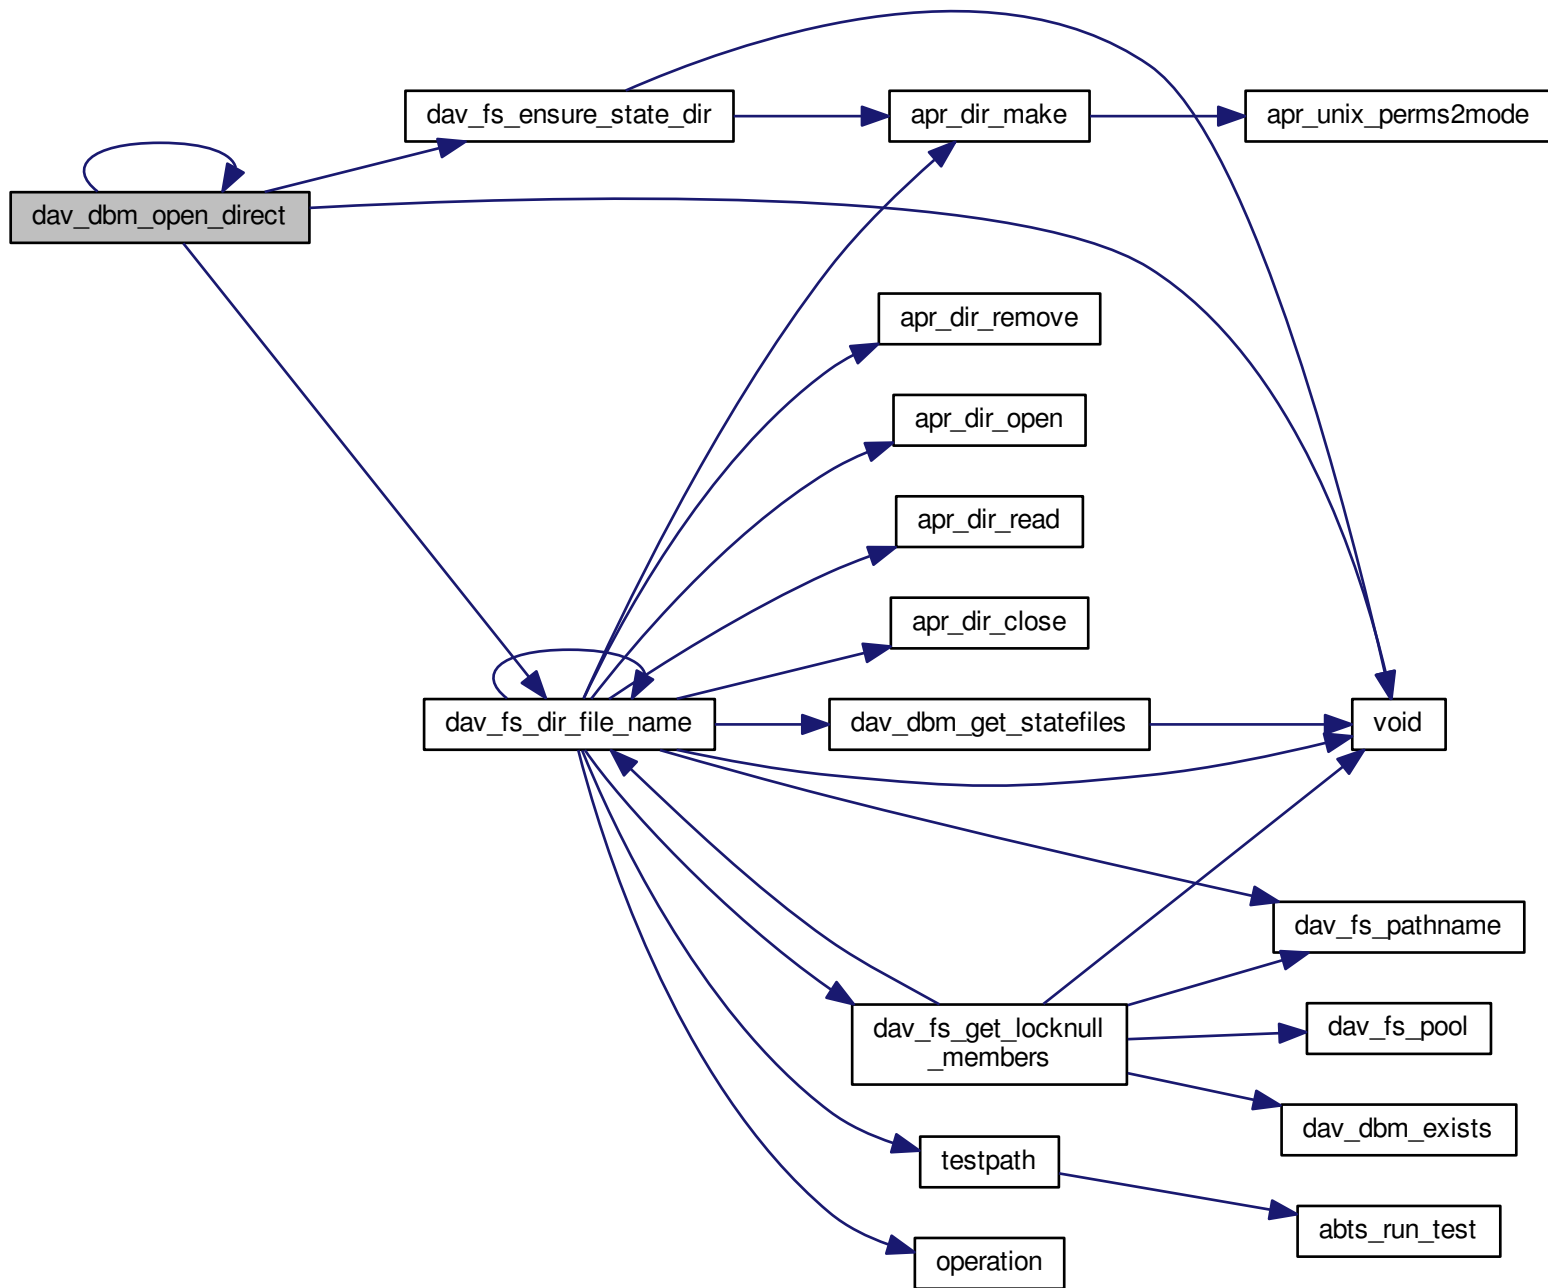 dav_fs_ensure_state_dir
apr_dir_make
apr_unix_perms2mode
dav_dbm_open_direct
apr_dir_remove
apr_dir_open
apr_dir_read
apr_dir_close
dav_fs_dir_file_name
dav_dbm_get_statefiles
void
dav_fs_pathname
dav_fs_get_locknull
_members
dav_fs_pool
dav_dbm_exists
testpath
abts_run_test
operation